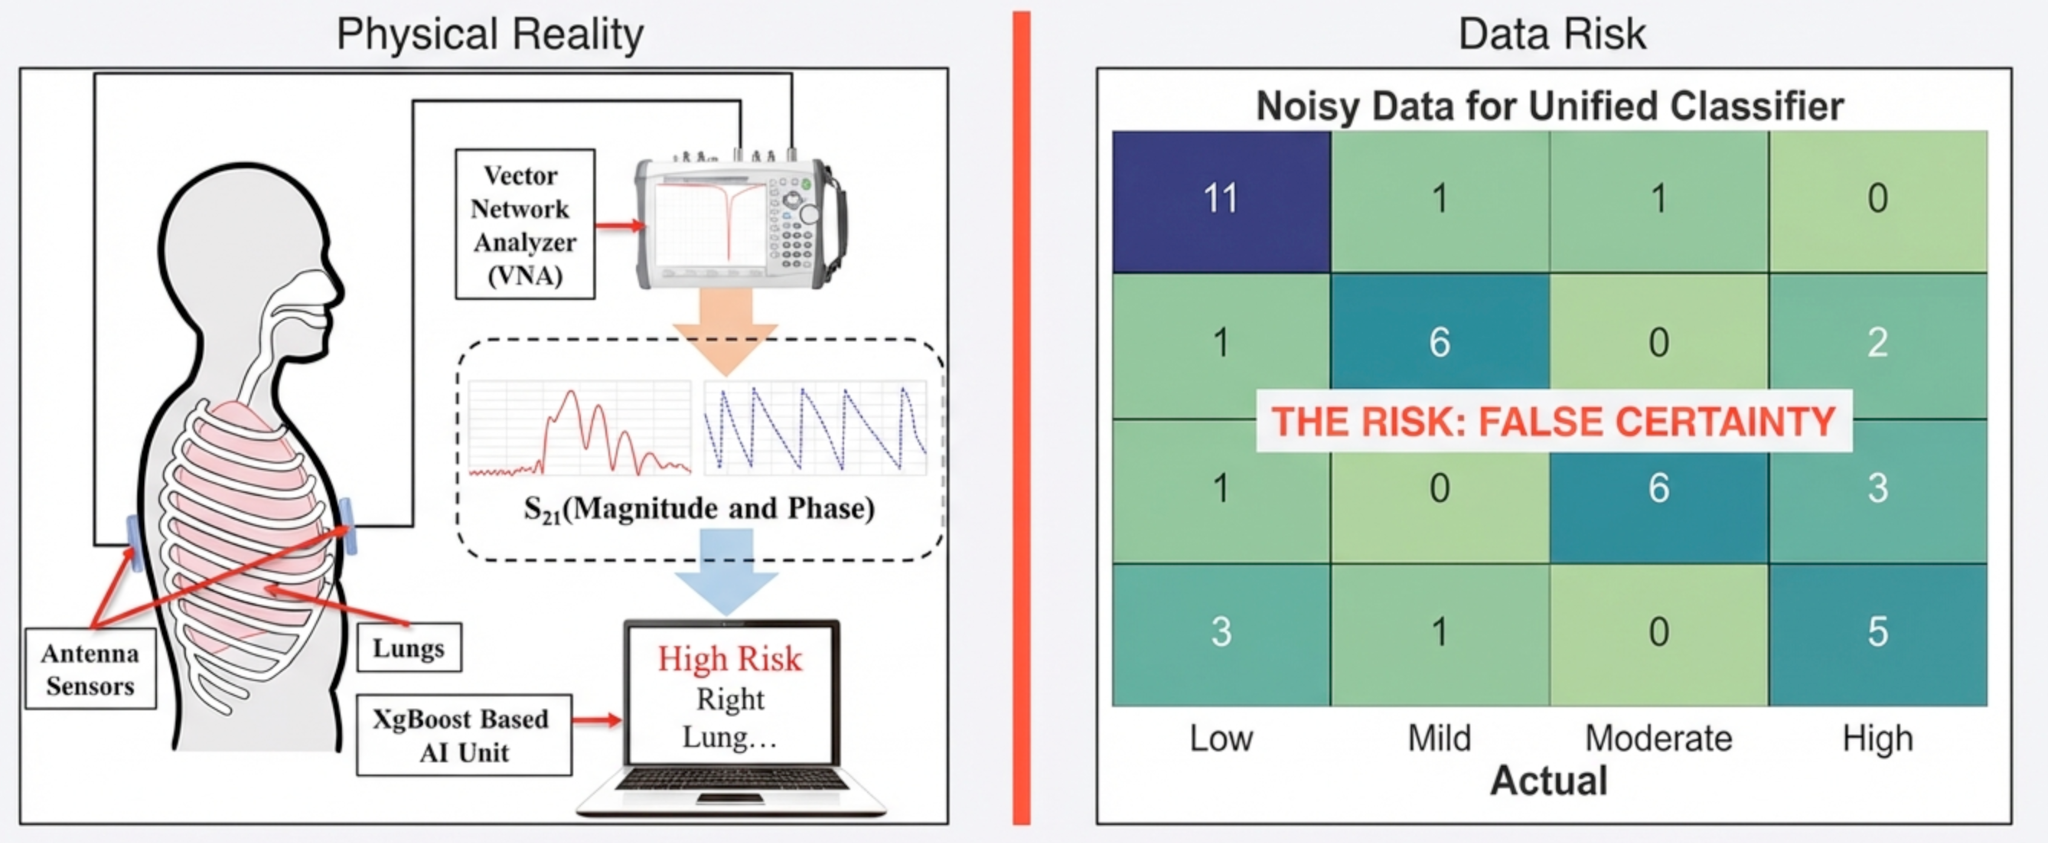 Physical Reality
Vector
Network
Analyzer
(VNA)
S21(Magnitude and Phase)
Antenna
Sensors
Lungs
XgBoost Based
AI Unit
High Risk
Right
Lung...
Data Risk
Noisy Data for Unified Classifier
11 1 1 0
1 6 0 2
THE RISK: FALSE CERTAINTY
1 0 6 3
3 1 0 5
Low Mild Moderate High
Actual